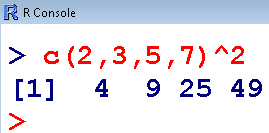 R Console
> c(2,3,5,7)^2
[1]  4  9 25 49
>